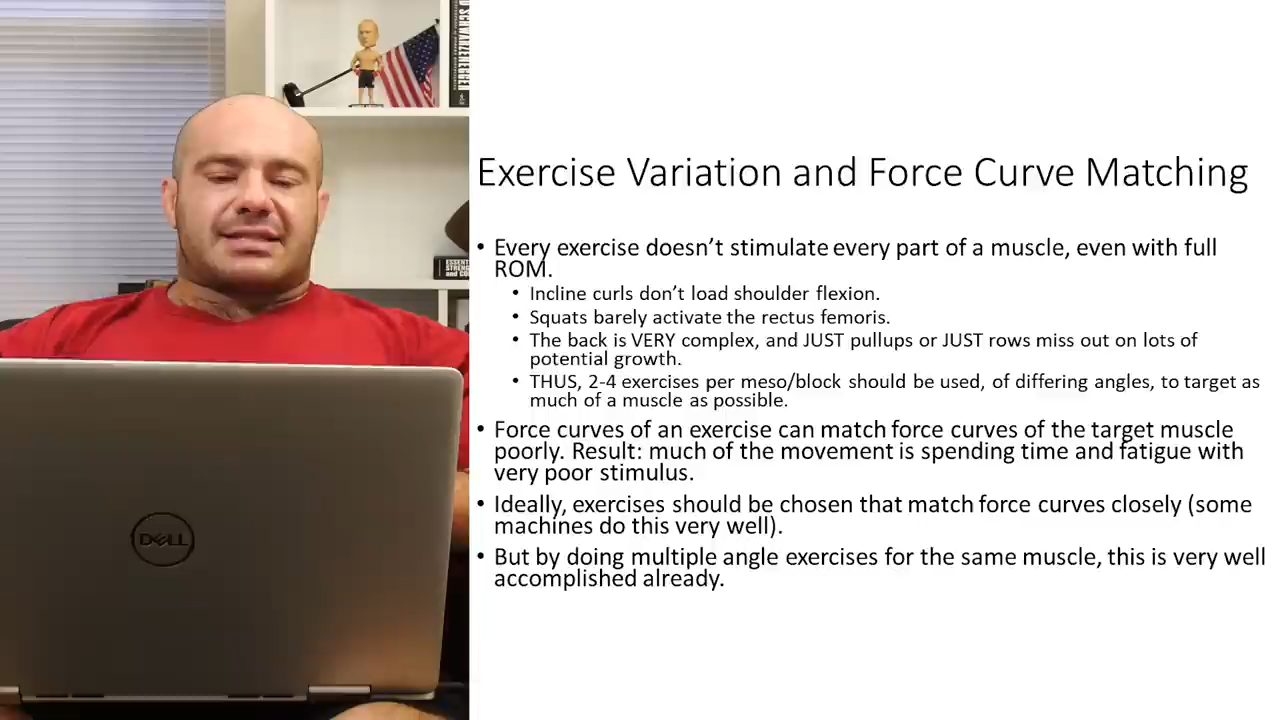 SCHWARZENEGGER
ESSENT
STRENG
and CO
DELL
Exercise Variation and Force Curve Matching
• Every exercise doesn’t stimulate every part of a muscle, even with full
ROM.
• Incline curls don’t load shoulder flexion.
• Squats barely activate the rectus femoris.
• The back is VERY complex, and JUST pullups or JUST rows miss out on lots of
potential growth.
• THUS, 2-4 exercises per meso/block should be used, of differing angles, to target as
much of a muscle as possible.
• Force curves of an exercise can match force curves of the target muscle
poorly. Result: much of the movement is spending time and fatigue with
very poor stimulus.
• Ideally, exercises should be chosen that match force curves closely (some
machines do this very well).
• But by doing multiple angle exercises for the same muscle, this is very well
accomplished already.